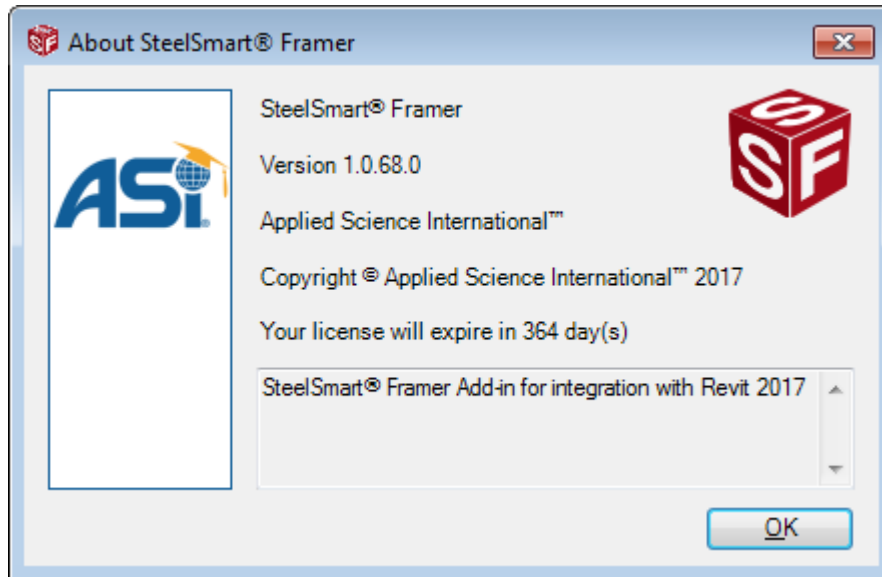 About SteelSmart® Framer
SteelSmart® Framer
Version 1.0.68.0
Applied Science International™
Copyright © Applied Science International™ 2017
Your license will expire in 364 day(s)
SteelSmart® Framer Add-in for integration with Revit 2017
OK
ASi®
SSF